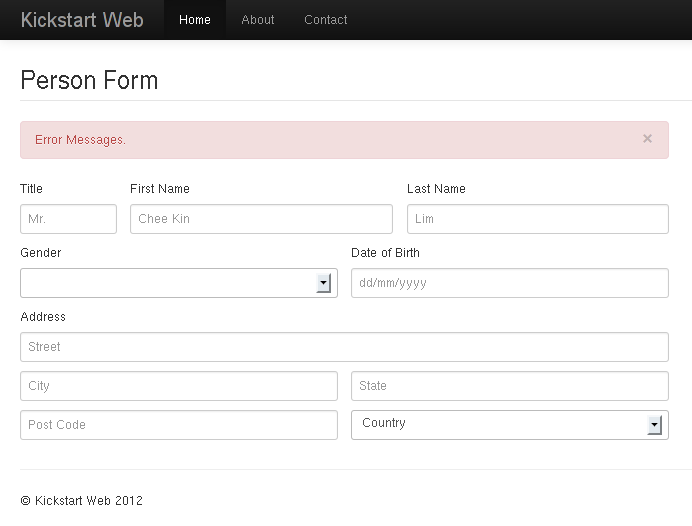 Kickstart Web Home About Contact
Person Form
Error Messages. ×
Title First Name Last Name
Mr. Chee Kin Lim
Gender Date of Birth
dd/mm/yyyy
Address
Street
City State
Post Code Country
© Kickstart Web 2012